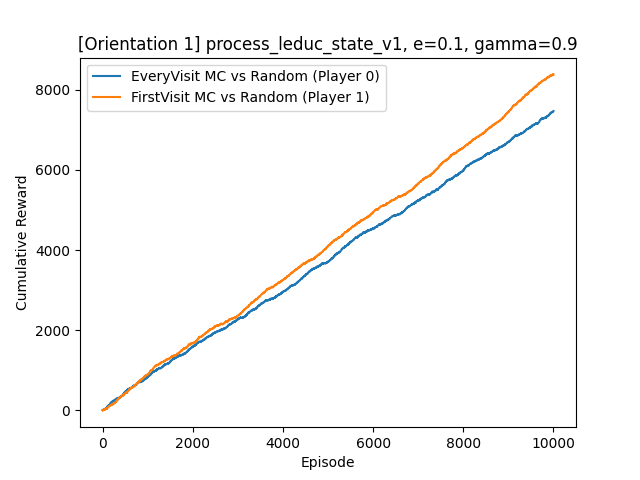 [Orientation 1] process_leduc_state_v1, e=0.1, gamma=0.9
EveryVisit MC vs Random (Player 0)
FirstVisit MC vs Random (Player 1)
8000
6000
4000
2000
0
Cumulative Reward
0 2000 4000 6000 8000 10000
Episode